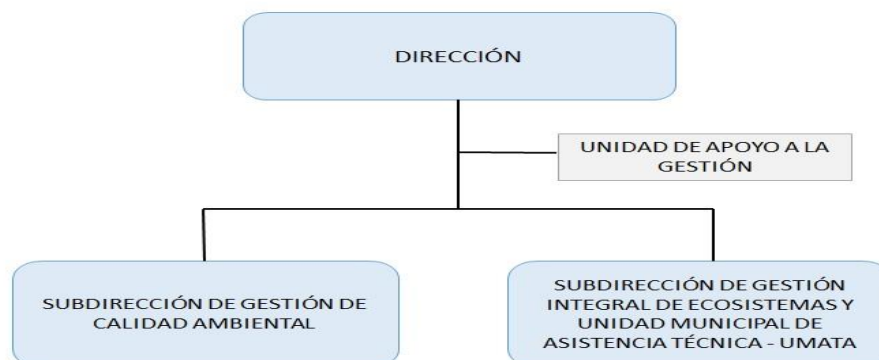 DIRECCIÓN
UNIDAD DE APOYO A LA
GESTIÓN
SUBDIRECCIÓN DE GESTIÓN DE
CALIDAD AMBIENTAL
SUBDIRECCIÓN DE GESTIÓN
INTEGRAL DE ECOSISTEMAS Y
UNIDAD MUNICIPAL DE
ASISTENCIA TÉCNICA - UMATA